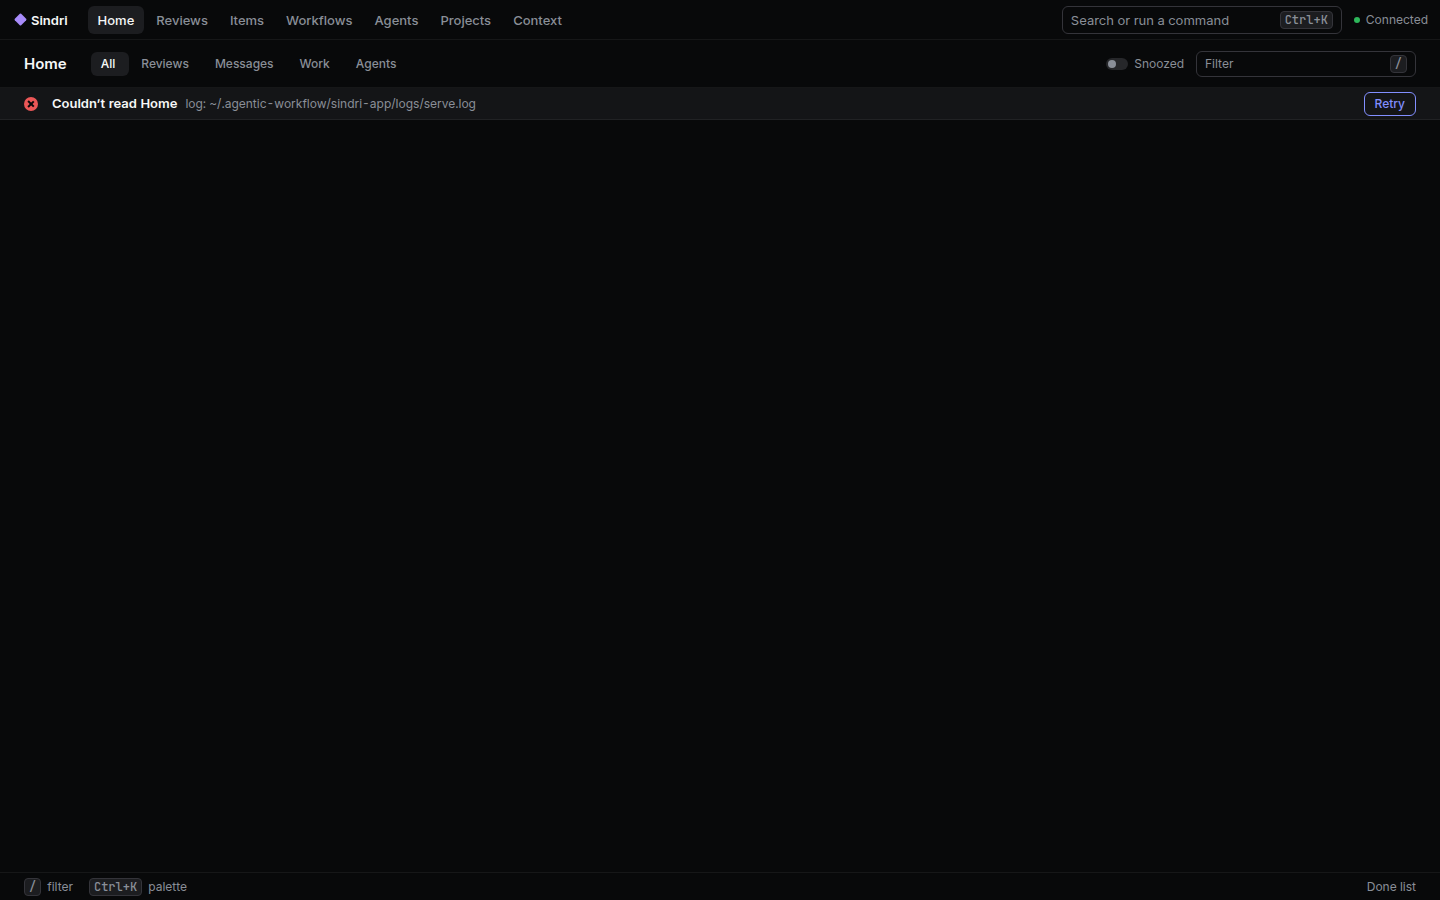 Sindri Home Reviews Items Workflows Agents Projects Context Search or run a command Ctrl+K Connected
Home All Reviews Messages Work Agents Snoozed Filter /
Couldn't read Home log: ~/.agentic-workflow/sindri-app/logs/serve.log Retry
/ filter Ctrl+K palette Done list